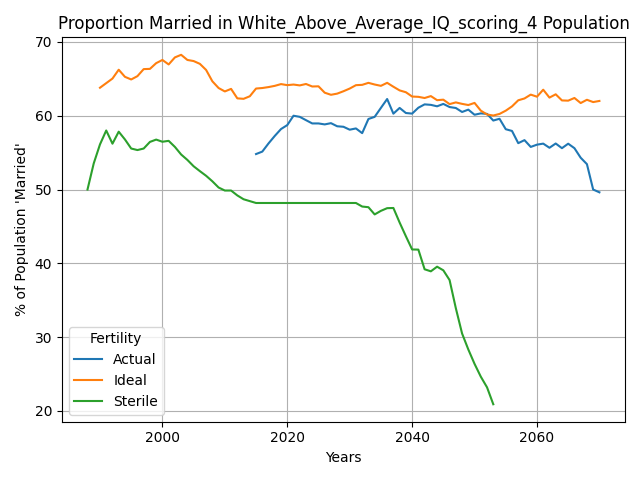 Proportion Married in White_Above_Average_IQ_scoring_4 Population
% of Population 'Married'
70
60
50
40
30
20
Fertility
Actual
Ideal
Sterile
2000
2020
2040
2060
Years